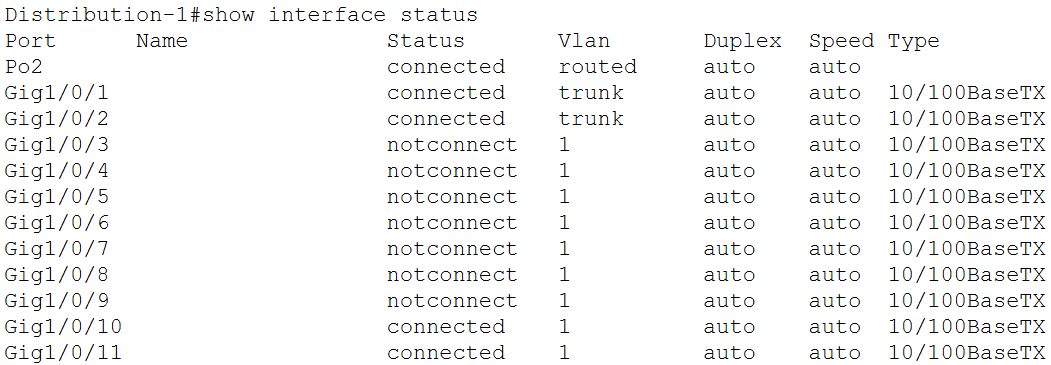 Distribution-1#show interface status
Port      Name               Status       Vlan       Duplex  Speed Type
Po2                          connected    routed     auto    auto
Gig1/0/1                     connected    trunk      auto    auto  10/100BaseTX
Gig1/0/2                     connected    trunk      auto    auto  10/100BaseTX
Gig1/0/3                     notconnect   1          auto    auto  10/100BaseTX
Gig1/0/4                     notconnect   1          auto    auto  10/100BaseTX
Gig1/0/5                     notconnect   1          auto    auto  10/100BaseTX
Gig1/0/6                     notconnect   1          auto    auto  10/100BaseTX
Gig1/0/7                     notconnect   1          auto    auto  10/100BaseTX
Gig1/0/8                     notconnect   1          auto    auto  10/100BaseTX
Gig1/0/9                     notconnect   1          auto    auto  10/100BaseTX
Gig1/0/10                    connected    1          auto    auto  10/100BaseTX
Gig1/0/11                    connected    1          auto    auto  10/100BaseTX